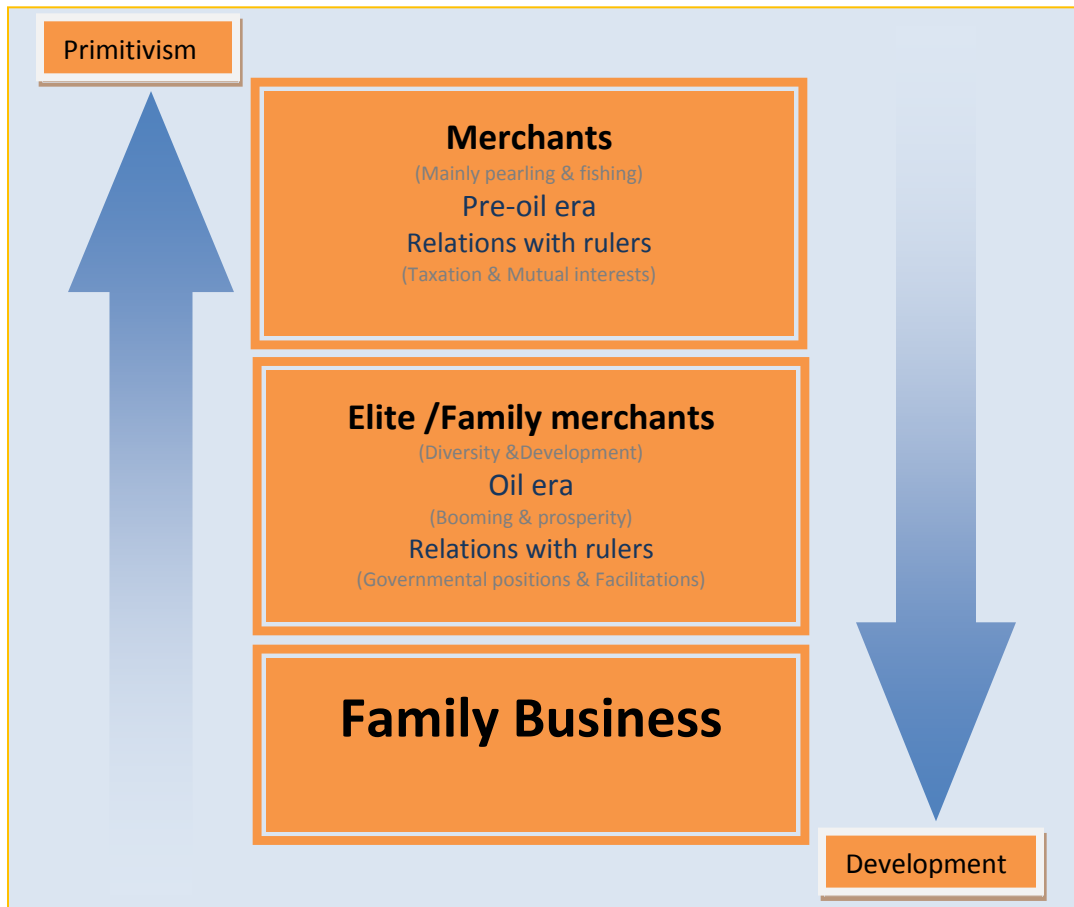 Primitivism
Merchants
(Mainly pearling & fishing)
Pre-oil era
Relations with rulers
(Taxation & Mutual interests)
Elite /Family merchants
(Diversity &Development)
Oil era
(Booming & prosperity)
Relations with rulers
(Governmental positions & Facilitations)
Family Business
Development